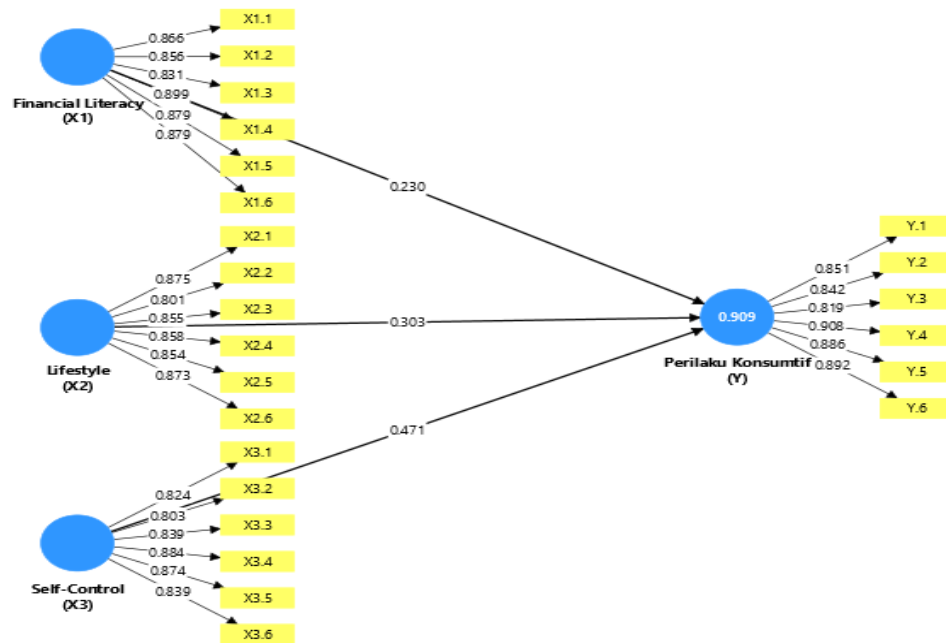 X1.1
0.866
X1.2
0.856
0.831
X1.3
0.899
Financial Literacy
(X1)
0.879
X1.4
0.879
X1.5
X1.6
0.230
X2.1
0.875
X2.2
0.801
X2.3
0.855
0.303
0.858
X2.4
Lifestyle
(X2)
0.854
X2.5
0.873
X2.6
Y.1
0.851
Y.2
0.842
0.819
Y.3
0.909
0.908
Y.4
Perilaku Konsumtif
(Y)
0.886
Y.5
0.892
Y.6
0.471
X3.1
0.824
X3.2
0.803
X3.3
0.839
0.884
X3.4
0.874
Self-Control
(X3)
X3.5
0.839
X3.6